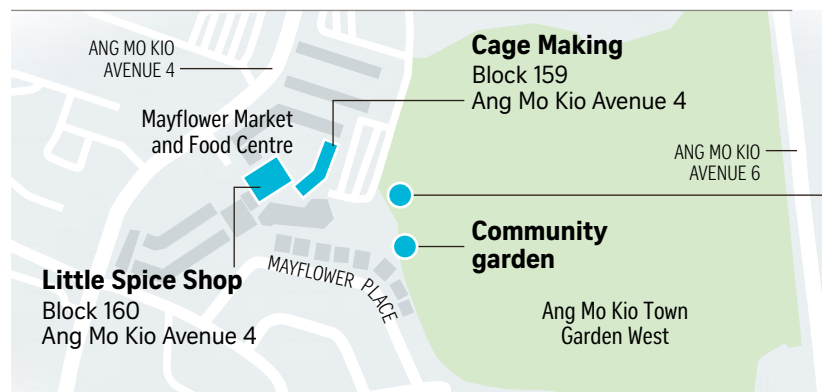 ANG MO KIO
AVENUE 4
Cage Making
Block 159
Ang Mo Kio Avenue 4
Mayflower Market
and Food Centre
ANG MO KIO
AVENUE 6
Community
garden
Little Spice Shop
Block 160
Ang Mo Kio Avenue 4
MAYFLOWER PLACE
Ang Mo Kio Town
Garden West